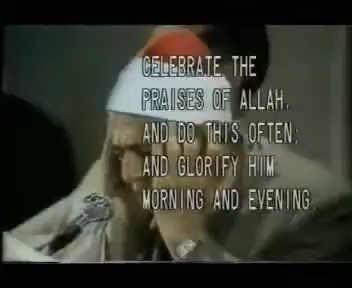 CELEBRATE THE
PRAISES OF ALLAH,
AND DO THIS OFTEN;
AND GLORIFY HIM
MORNING AND EVENING.